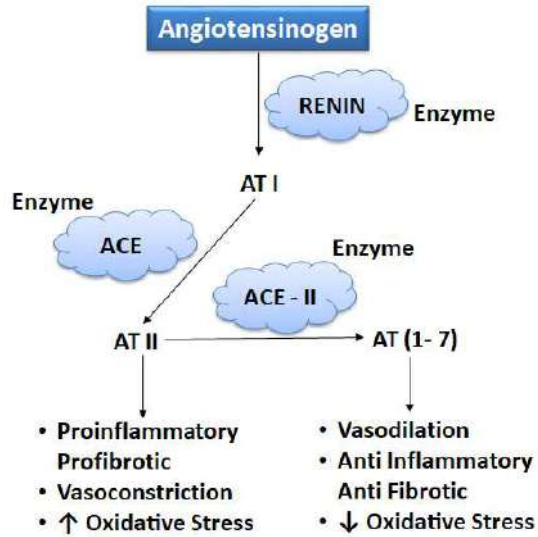 Angiotensinogen
RENIN
Enzyme
AT I
Enzyme
ACE
Enzyme
ACE - II
AT II
AT (1- 7)
• Proinflammatory
Profibrotic
• Vasoconstriction
• ↑ Oxidative Stress
• Vasodilation
• Anti Inflammatory
Anti Fibrotic
• ↓ Oxidative Stress